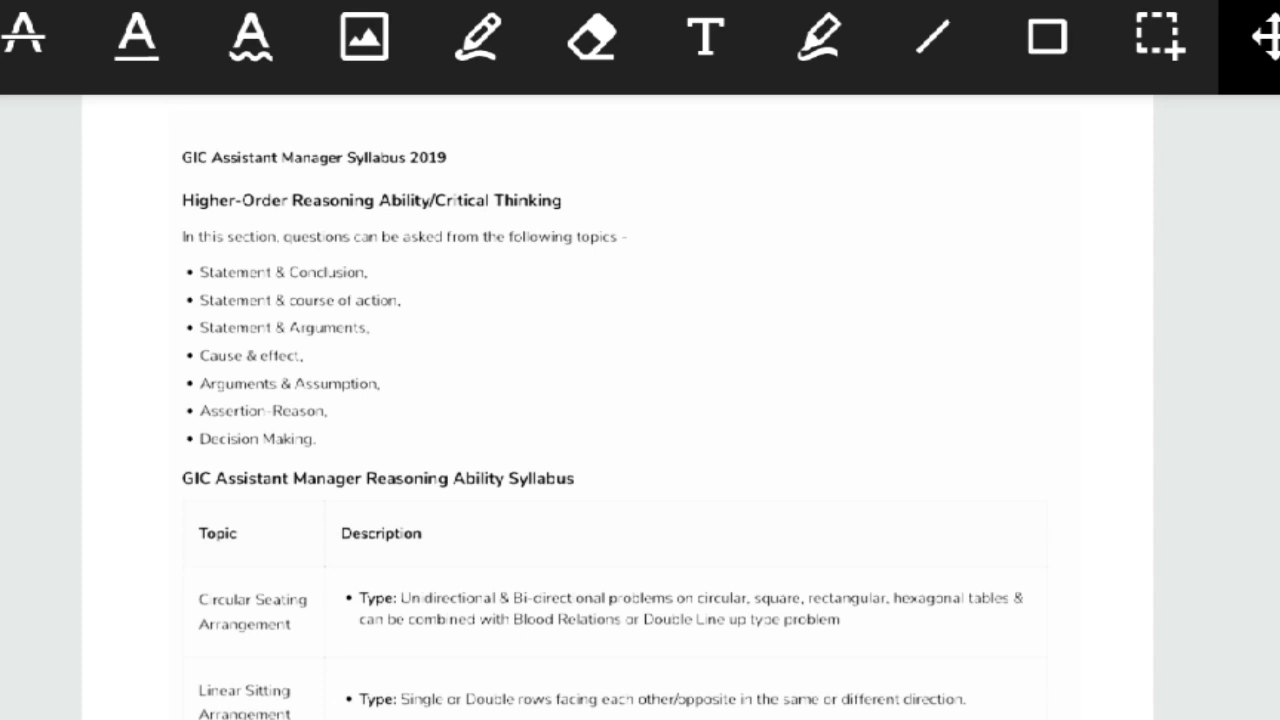 GIC Assistant Manager Syllabus 2019
Higher-Order Reasoning Ability/Critical Thinking
In this section, questions can be asked from the following topics -
• Statement & Conclusion,
• Statement & course of action,
• Statement & Arguments,
• Cause & effect,
• Arguments & Assumption,
• Assertion-Reason,
• Decision Making.
GIC Assistant Manager Reasoning Ability Syllabus
Topic Description
Circular Seating
Arrangement
• Type: Unidirectional & Bi-directional problems on circular, square, rectangular, hexagonal tables &
can be combined with Blood Relations or Double Line up type problem
Linear Sitting
Arrangement
• Type: Single or Double rows facing each other/opposite in the same or different direction.